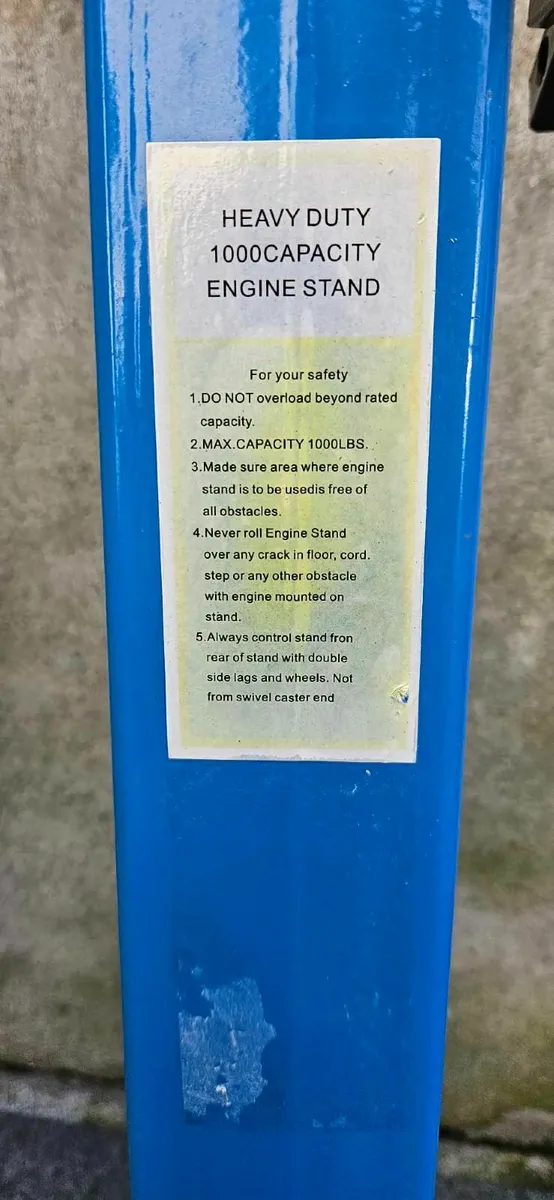 HEAVY DUTY
1000CAPACITY
ENGINE STAND
For your safety
1.DO NOT overload beyond rated
capacity.
2.MAX.CAPACITY 1000LBS.
3.Made sure area where engine
stand is to be usedis free of
all obstacles.
4.Never roll Engine Stand
over any crack in floor, cord.
step or any other obstacle
with engine mounted on
stand.
5.Always control stand fron
rear of stand with double
side lags and wheels. Not
from swivel caster end